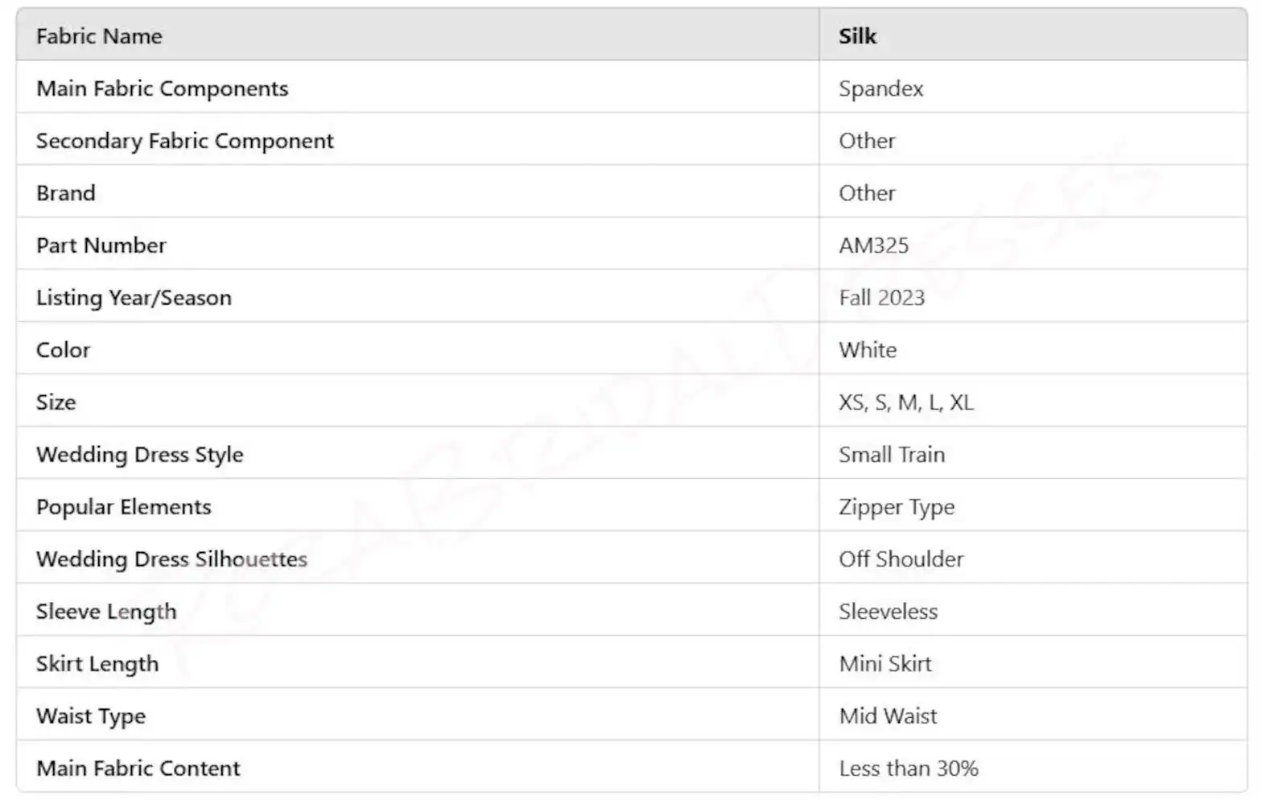 Fabric Name Silk
Main Fabric Components Spandex
Secondary Fabric Component Other
Brand Other
Part Number AM325
Listing Year/Season Fall 2023
Color White
Size XS, S, M, L, XL
Wedding Dress Style Small Train
Popular Elements Zipper Type
Wedding Dress Silhouettes Off Shoulder
Sleeve Length Sleeveless
Skirt Length Mini Skirt
Waist Type Mid Waist
Main Fabric Content Less than 30%